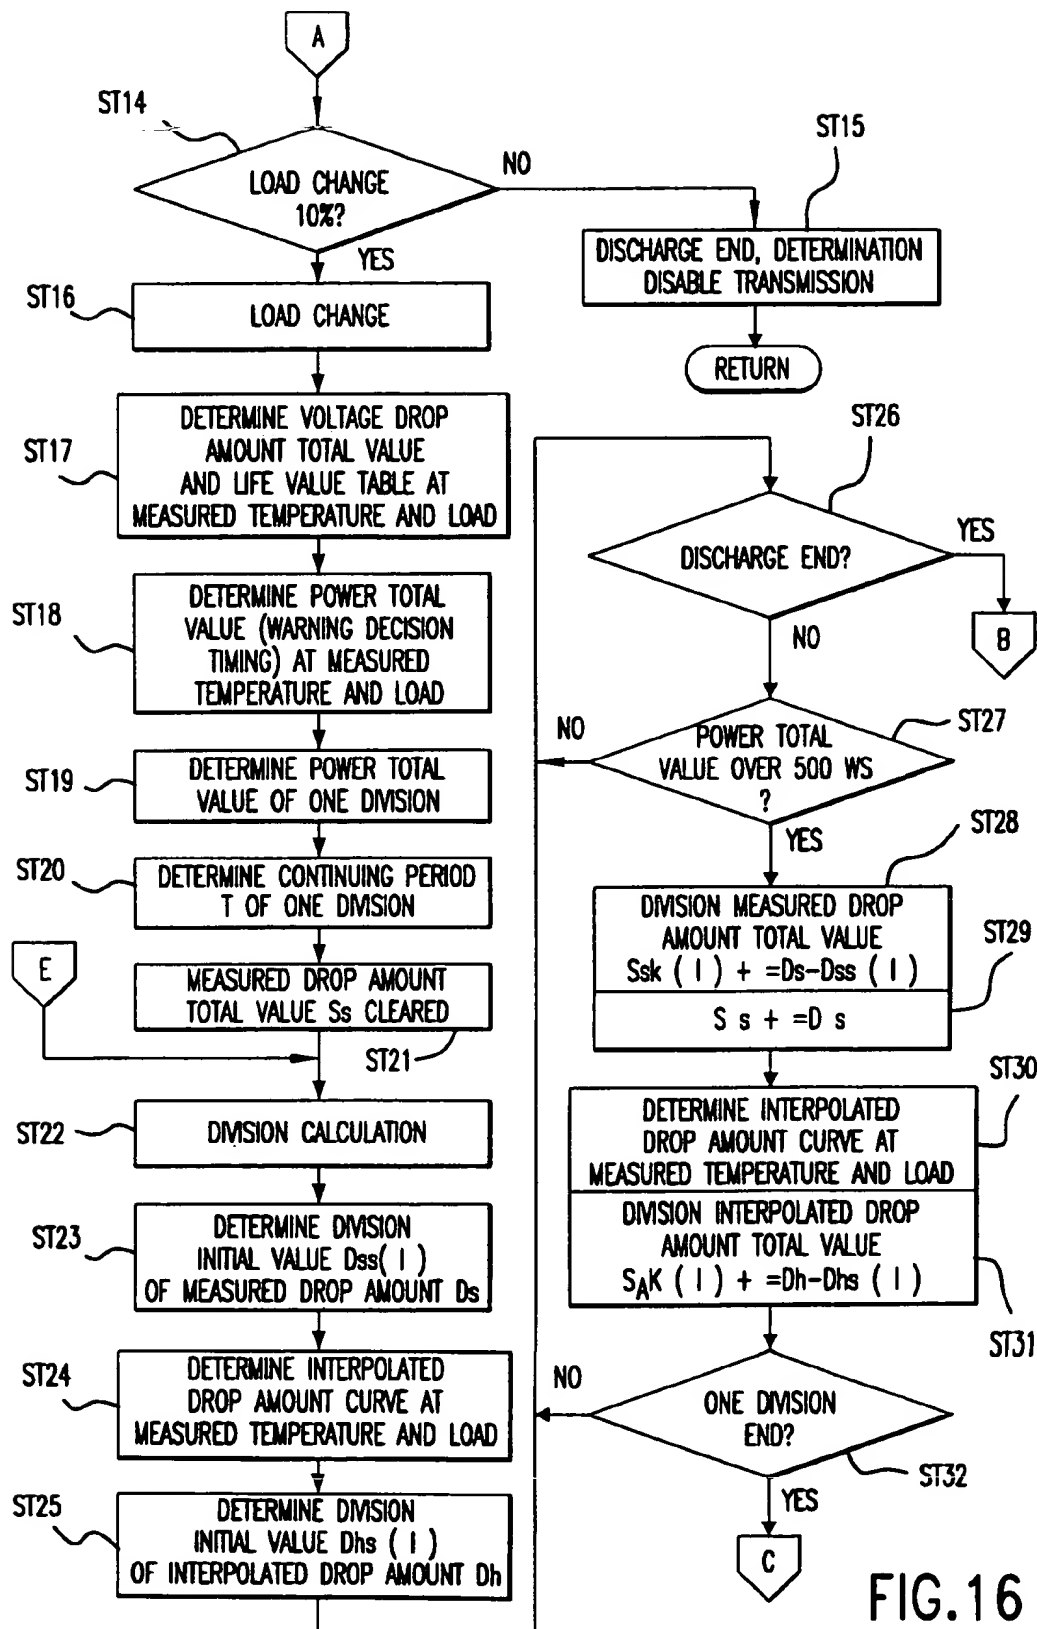 A
ST14
LOAD CHANGE
10%?
NO
YES
ST15
DISCHARGE END, DETERMINATION
DISABLE TRANSMISSION
RETURN
ST16
LOAD CHANGE
ST17
DETERMINE VOLTAGE DROP
AMOUNT TOTAL VALUE
AND LIFE VALUE TABLE AT
MEASURED TEMPERATURE AND LOAD
ST18
DETERMINE POWER TOTAL
VALUE (WARNING DECISION
TIMING) AT MEASURED
TEMPERATURE AND LOAD
ST19
DETERMINE POWER TOTAL
VALUE OF ONE DIVISION
ST20
DETERMINE CONTINUING PERIOD
T OF ONE DIVISION
E
MEASURED DROP AMOUNT
TOTAL VALUE Ss CLEARED
ST21
ST22
DIVISION CALCULATION
ST23
DETERMINE DIVISION
INITIAL VALUE Dss( I )
OF MEASURED DROP AMOUNT Ds
ST24
DETERMINE INTERPOLATED
DROP AMOUNT CURVE AT
MEASURED TEMPERATURE AND LOAD
ST25
DETERMINE DIVISION
INITIAL VALUE Dhs ( I )
OF INTERPOLATED DROP AMOUNT Dh
ST26
DISCHARGE END?
YES
B
NO
ST27
POWER TOTAL
VALUE OVER 500 WS
?
NO
YES
ST28
DIVISION MEASURED DROP
AMOUNT TOTAL VALUE
Ssk ( I ) + =Ds-Dss ( I )
ST29
S s + =D s
ST30
DETERMINE INTERPOLATED
DROP AMOUNT CURVE AT
MEASURED TEMPERATURE AND LOAD
DIVISION INTERPOLATED DROP
AMOUNT TOTAL VALUE
SAK ( I ) + =Dh-Dhs ( I )
ST31
ONE DIVISION
END?
NO
ST32
YES
C
FIG.16